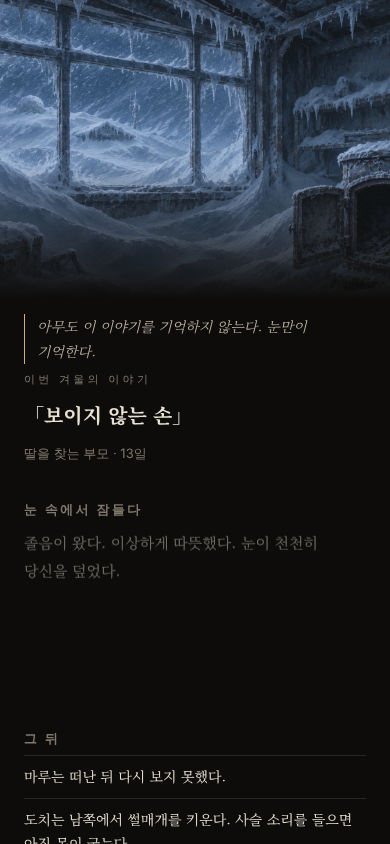 아무도 이 이야기를 기억하지 않는다. 눈만이
기억한다.
이번 겨울의 이야기
「보이지 않는 손」
딸을 찾는 부모 · 13일
눈 속에서 잠들다
졸음이 왔다. 이상하게 따뜻했다. 눈이 천천히
당신을 덮었다.
그 뒤
마루는 떠난 뒤 다시 보지 못했다.
도치는 남쪽에서 썰매개를 키운다. 사슬 소리를 들으면